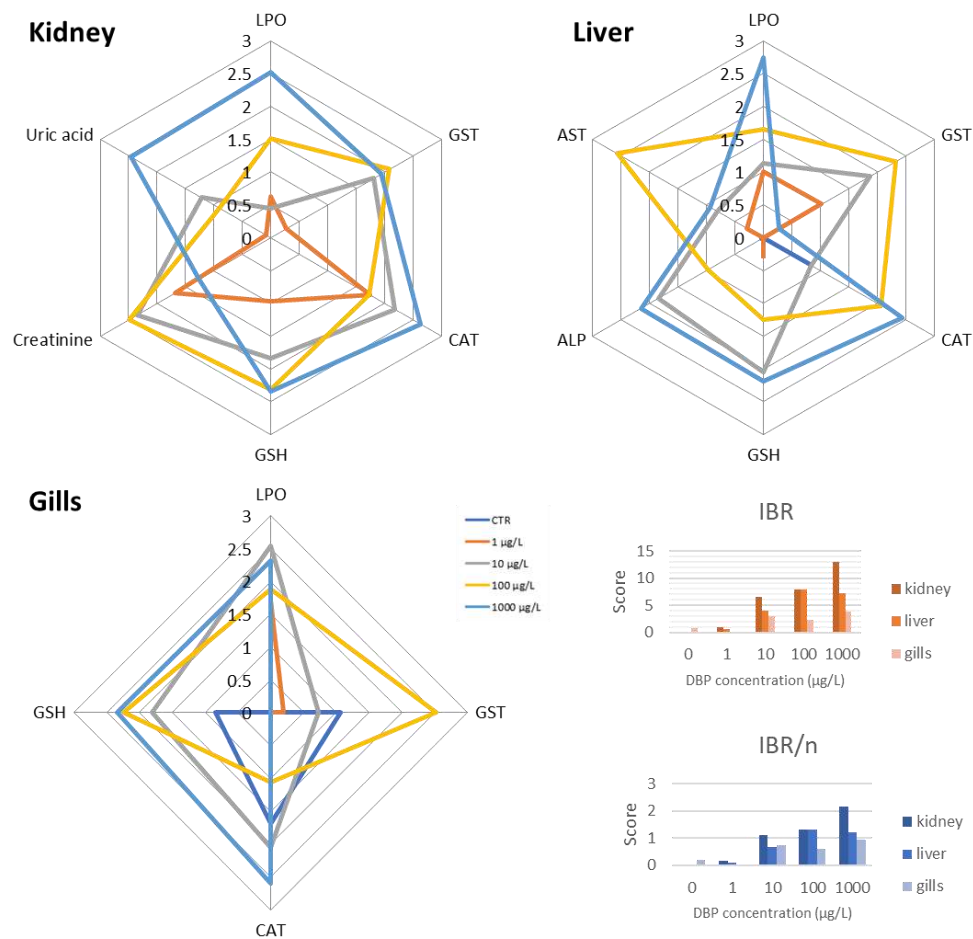 Kidney
LPO
3
2.5
2
1.5
1
0.5
0
GST
CAT
GSH
Creatinine
Uric acid
Liver
LPO
3
2.5
2
1.5
1
0.5
0
GST
CAT
GSH
ALP
AST
Gills
LPO
3
2.5
2
1.5
1
0.5
0
GST
CAT
GSH
CTR
1 µg/L
10 µg/L
100 µg/L
1000 µg/L
IBR
Score
15
10
5
0
0 1 10 100 1000
DBP concentration (µg/L)
kidney
liver
gills
IBR/n
Score
3
2
1
0
0 1 10 100 1000
DBP concentration (µg/L)
kidney
liver
gills